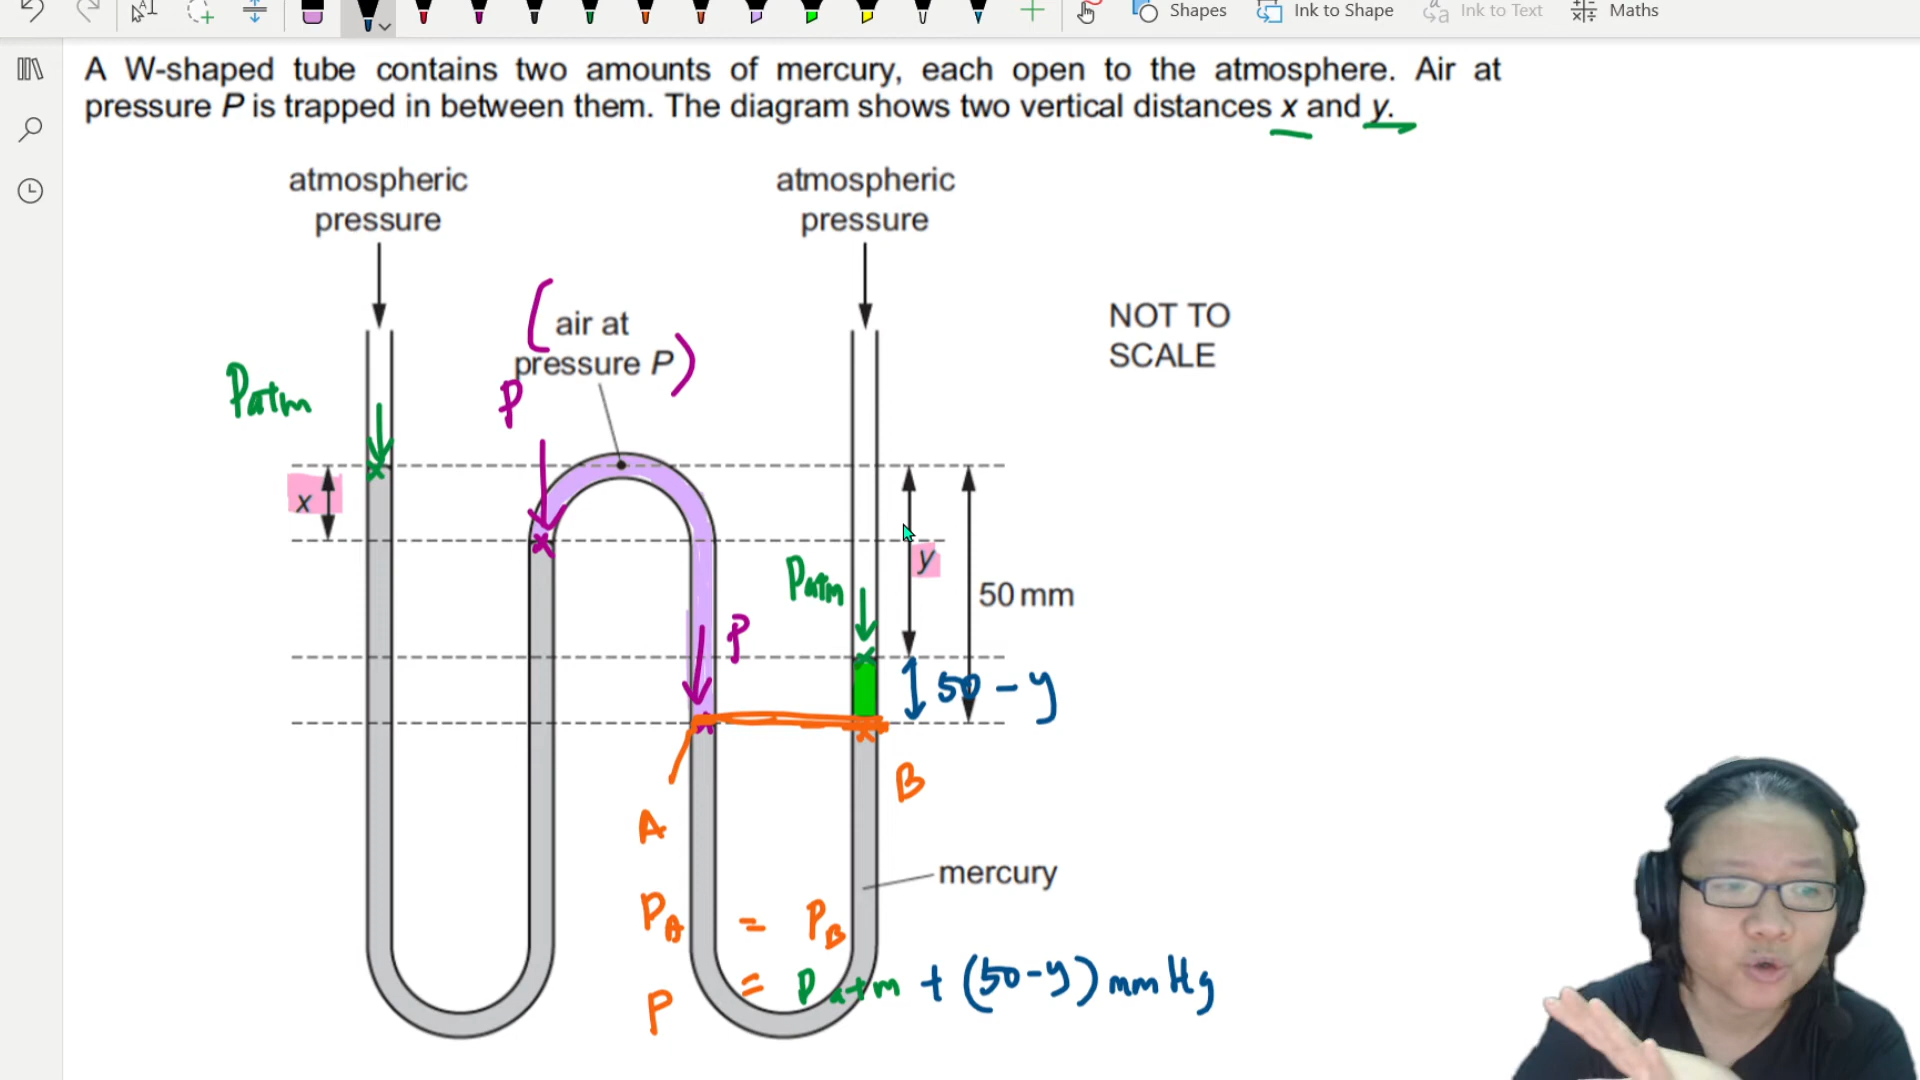 Shapes Ink to Shape Ink to Text Maths
A W-shaped tube contains two amounts of mercury, each open to the atmosphere. Air at
pressure P is trapped in between them. The diagram shows two vertical distances x and y.
atmospheric
pressure
atmospheric
pressure
air at
pressure P
NOT TO
SCALE
Patm
P
x
y
Patm
50 mm
P
50 - y
B
A
mercury
PA = PB
P = Patm + (50-y) mmHg